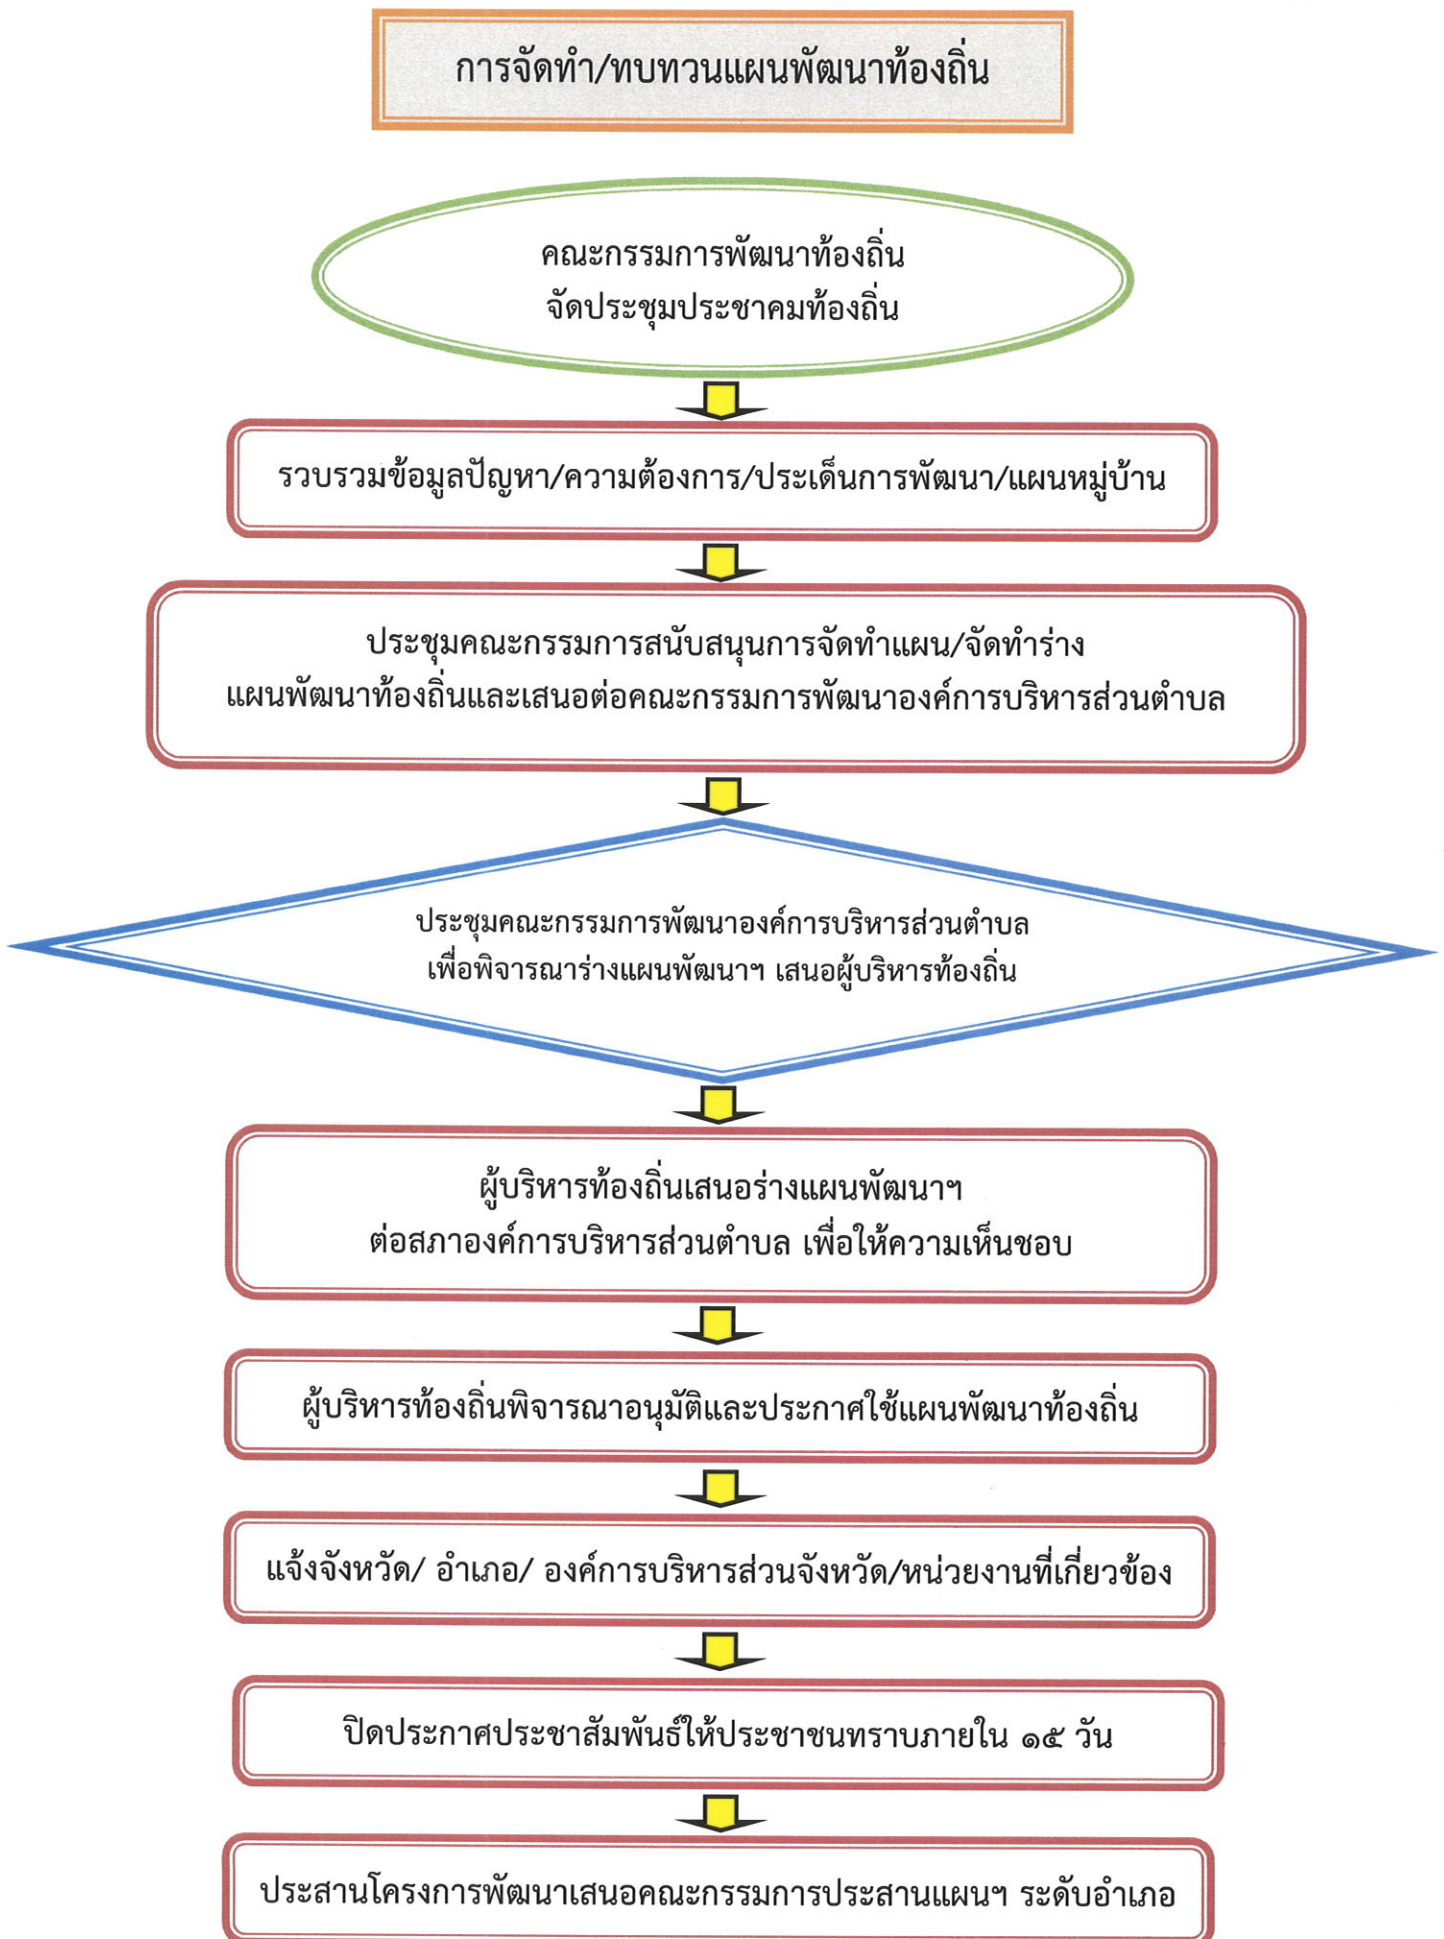 การจัดทำ/ทบทวนแผนพัฒนาท้องถิ่น
คณะกรรมการพัฒนาท้องถิ่น
จัดประชุมประชาคมท้องถิ่น
รวบรวมข้อมูลปัญหา/ความต้องการ/ประเด็นการพัฒนา/แผนหมู่บ้าน
ประชุมคณะกรรมการสนับสนุนการจัดทำแผน/จัดทำร่าง
แผนพัฒนาท้องถิ่นและเสนอต่อคณะกรรมการพัฒนาองค์การบริหารส่วนตำบล
ประชุมคณะกรรมการพัฒนาองค์การบริหารส่วนตำบล
เพื่อพิจารณาร่างแผนพัฒนาฯ เสนอผู้บริหารท้องถิ่น
ผู้บริหารท้องถิ่นเสนอร่างแผนพัฒนาฯ
ต่อสภาองค์การบริหารส่วนตำบล เพื่อให้ความเห็นชอบ
ผู้บริหารท้องถิ่นพิจารณาอนุมัติและประกาศใช้แผนพัฒนาท้องถิ่น
แจ้งจังหวัด/ อำเภอ/ องค์การบริหารส่วนจังหวัด/หน่วยงานที่เกี่ยวข้อง
ปิดประกาศประชาสัมพันธ์ให้ประชาชนทราบภายใน ๑๕ วัน
ประสานโครงการพัฒนาเสนอคณะกรรมการประสานแผนฯ ระดับอำเภอ